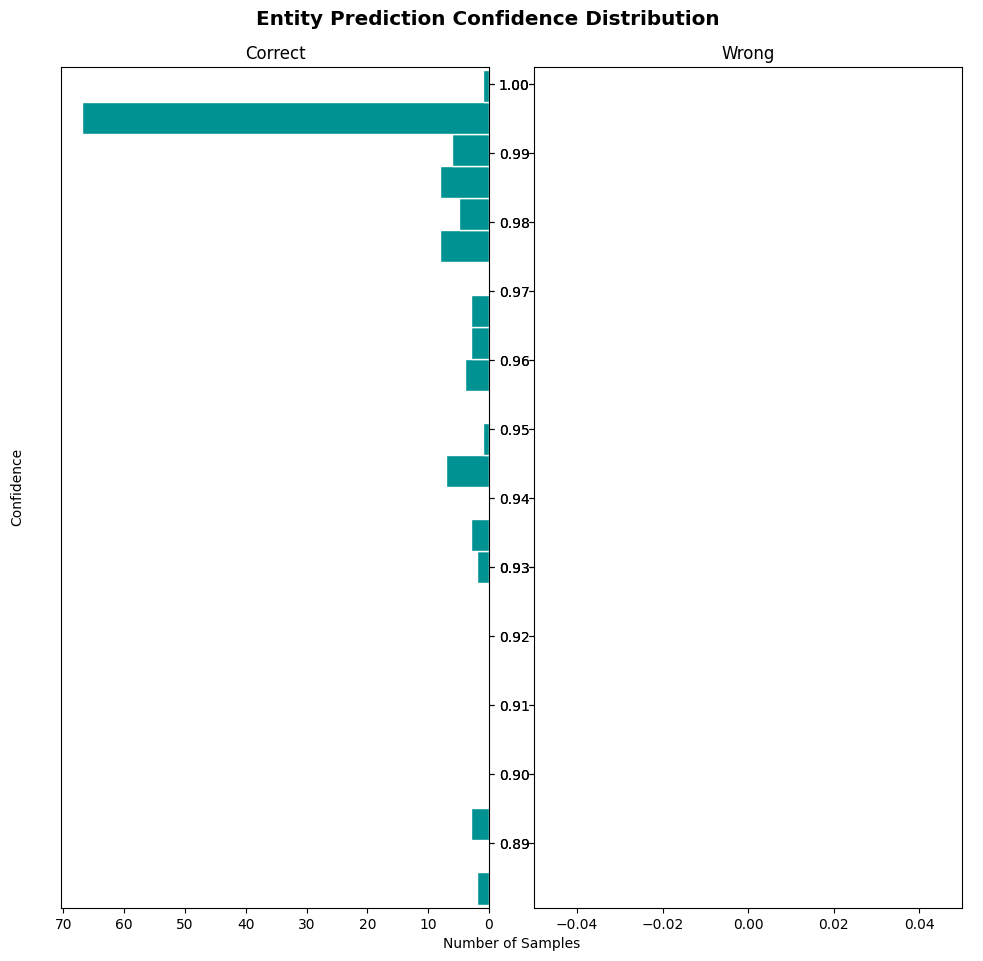 Entity Prediction Confidence Distribution
Correct
Wrong
1.00
0.99
0.98
0.97
0.96
0.95
0.94
0.93
0.92
0.91
0.90
0.89
Confidence
70 60 50 40 30 20 10 0
−0.04 −0.02 0.00 0.02 0.04
Number of Samples